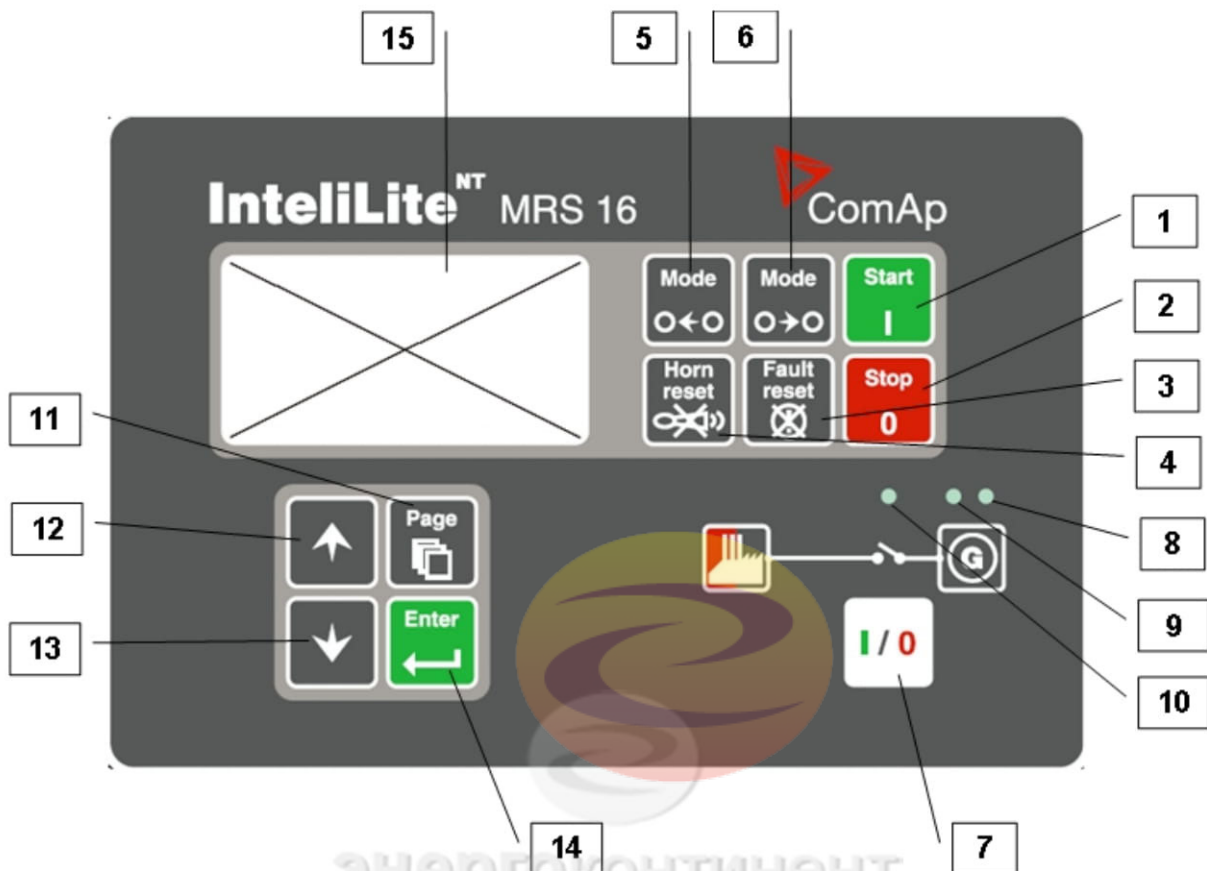 15
5
6
InteliLite NT MRS 16
ComAp
1
Mode
Mode
Start
I
2
Horn reset
Fault reset
Stop
0
3
11
4
12
Page
8
G
13
Enter
I / 0
9
10
14
7
энергоконтинент